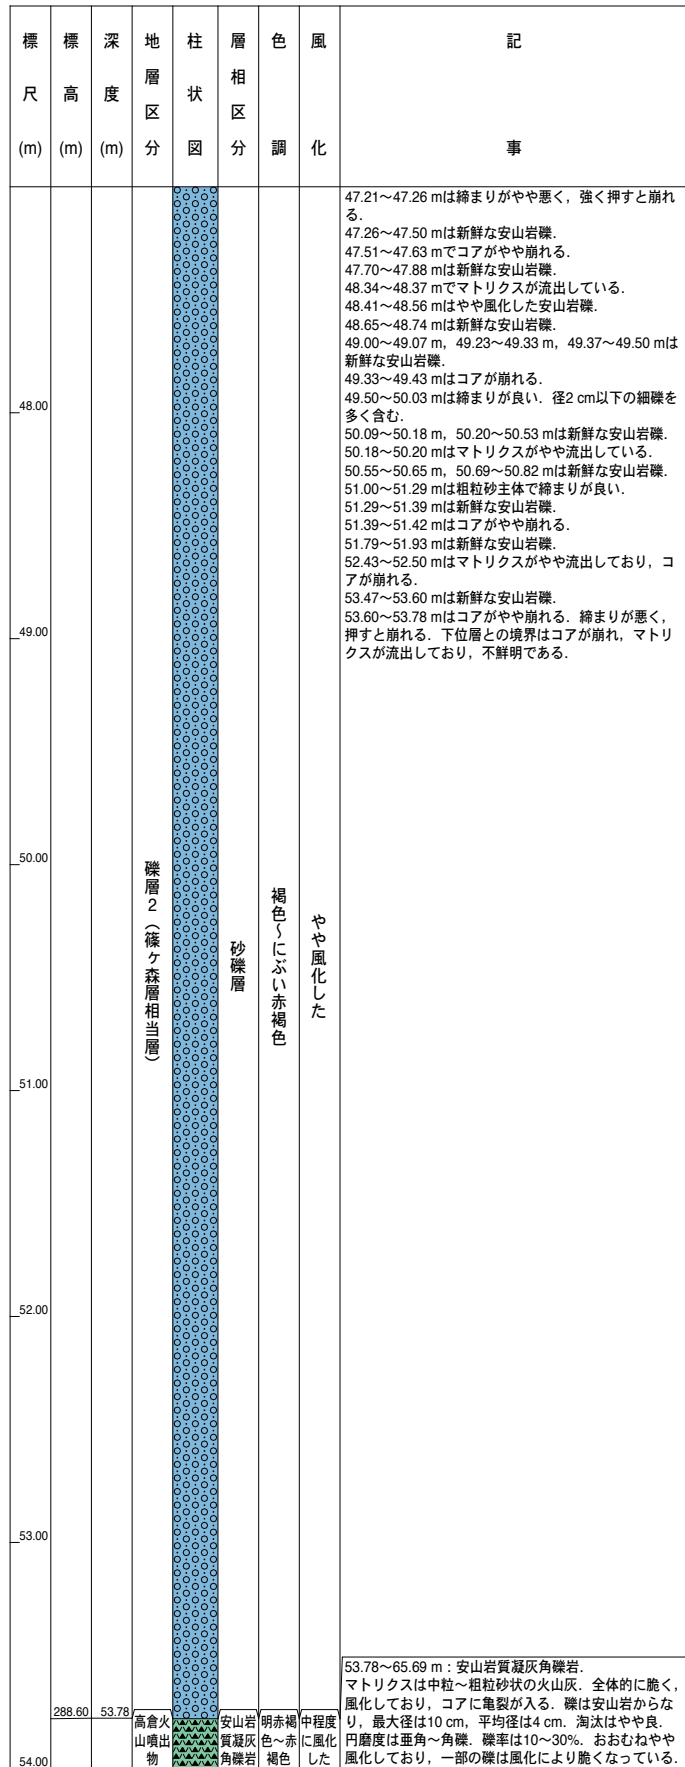 標尺(m)
標高(m)
深度(m)
地層区分
柱状図
層相区分
色調
風化
記事
47.21～47.26 mは締まりがやや悪く，強く押すと崩れ
る．
47.26～47.50 mは新鮮な安山岩礫．
47.51～47.63 mでコアがやや崩れる．
47.70～47.88 mは新鮮な安山岩礫．
48.34～48.37 mでマトリクスが流出している．
48.41～48.56 mはやや風化した安山岩礫．
48.65～48.74 mは新鮮な安山岩礫．
49.00～49.07 m，49.23～49.33 m，49.37～49.50 mは
新鮮な安山岩礫．
49.33～49.43 mはコアが崩れる．
49.50～50.03 mは締まりが良い．径2 cm以下の細礫を
多く含む．
50.09～50.18 m，50.20～50.53 mは新鮮な安山岩礫．
50.18～50.20 mはマトリクスがやや流出している．
50.55～50.65 m，50.69～50.82 mは新鮮な安山岩礫．
51.00～51.29 mは粗粒砂主体で締まりが良い．
51.29～51.39 mは新鮮な安山岩礫．
51.39～51.42 mはコアがやや崩れる．
51.79～51.93 mは新鮮な安山岩礫．
52.43～52.50 mはマトリクスがやや流出しており，コ
アが崩れる．
53.47～53.60 mは新鮮な安山岩礫．
53.60～53.78 mはコアがやや崩れる．締まりが悪く，
押すと崩れる．下位層との境界はコアが崩れ，マトリ
クスが流出しており，不鮮明である．
48.00
49.00
50.00
51.00
52.00
53.00
54.00
礫層2（篠ヶ森層相当層）
砂礫層
褐色～にぶい赤褐色
やや風化した
288.60
53.78
高倉火
山噴出
物
安山岩
質凝灰
角礫岩
明赤褐
色～赤
褐色
中程度
に風化
した
53.78～65.69 m：安山岩質凝灰角礫岩．
マトリクスは中粒～粗粒砂状の火山灰．全体的に脆く，
風化しており，コアに亀裂が入る．礫は安山岩からな
り，最大径は10 cm，平均径は4 cm．淘汰はやや良．
円磨度は亜角～角礫．礫率は10～30%．おおむねやや
風化しており，一部の礫は風化により脆くなっている．